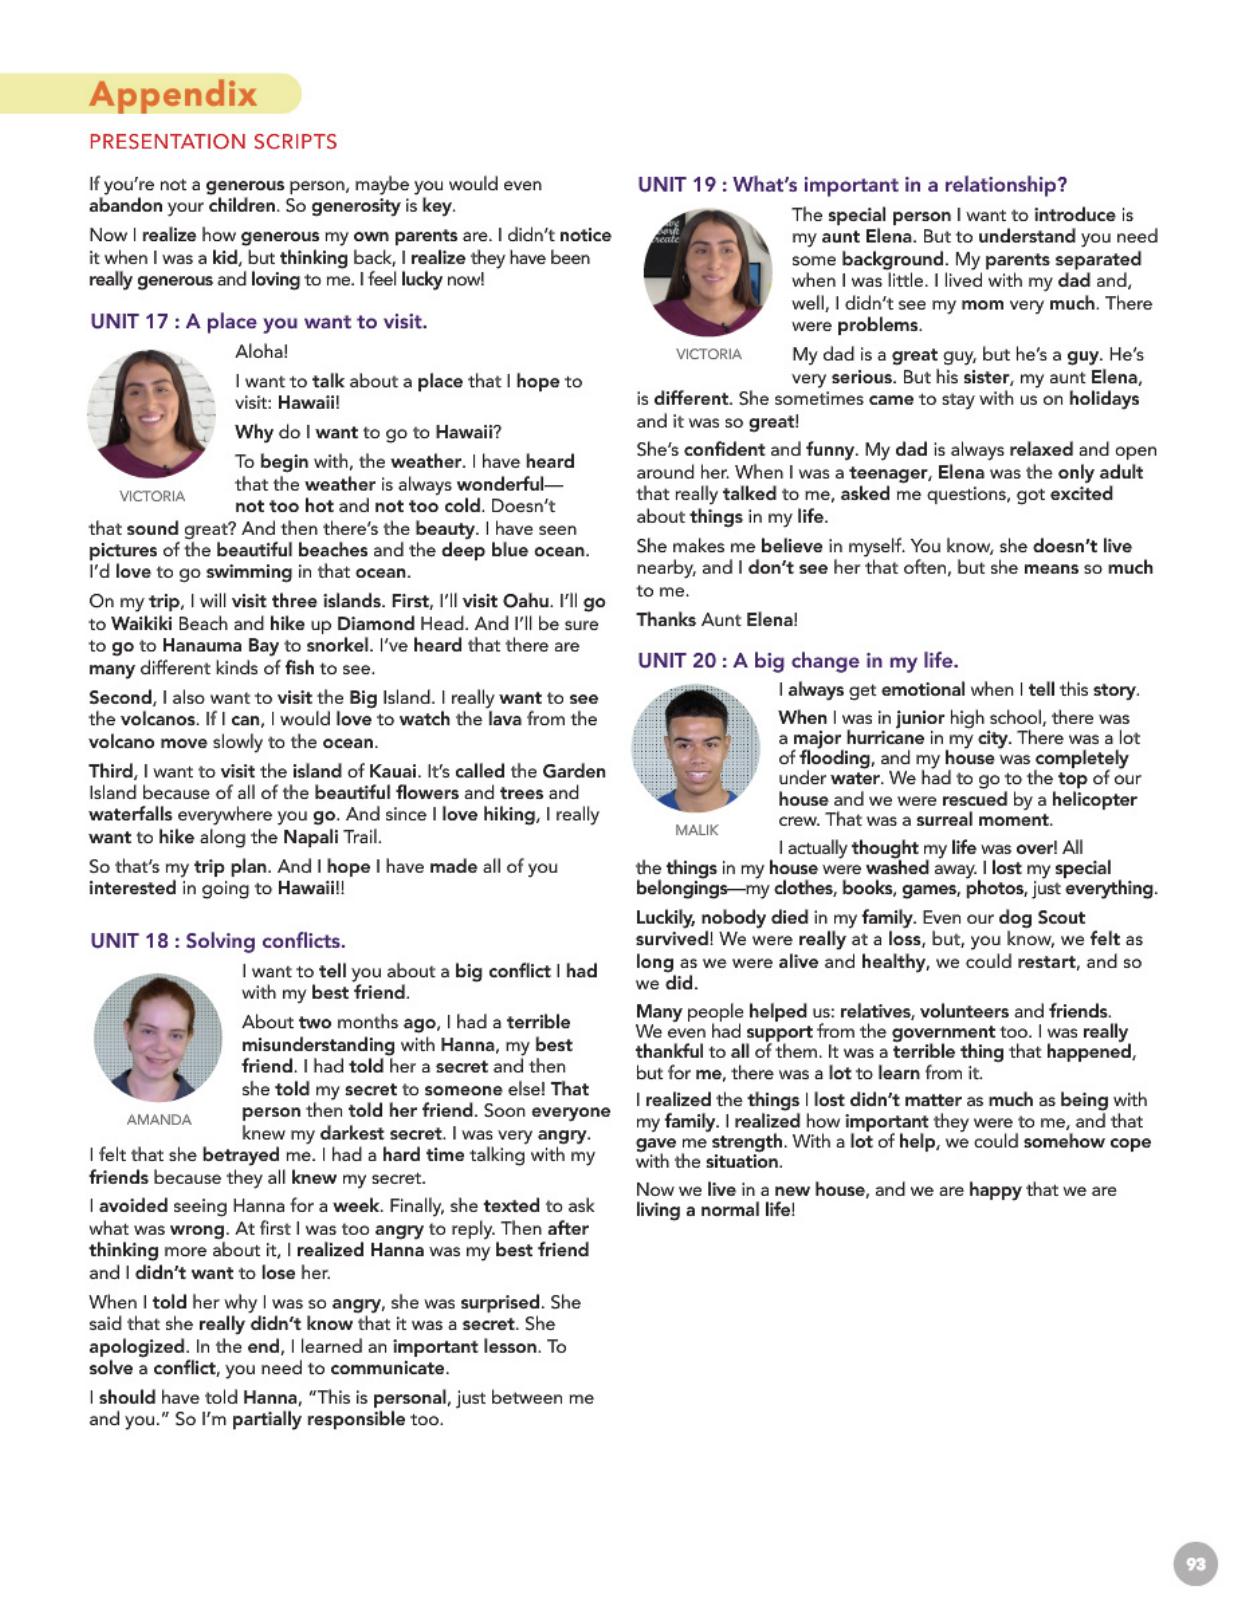 Appendix
PRESENTATION SCRIPTS
If you're not a generous person, maybe you would even
abandon your children. So generosity is key.
Now I realize how generous my own parents are. I didn't notice
it when I was a kid, but thinking back, I realize they have been
really generous and loving to me. I feel lucky now!
UNIT 17 : A place you want to visit.
VICTORIA
Aloha!
I want to talk about a place that I hope to
visit: Hawaii!
Why do I want to go to Hawaii?
To begin with, the weather. I have heard
that the weather is always wonderful—
not too hot and not too cold. Doesn't
that sound great? And then there's the beauty. I have seen
pictures of the beautiful beaches and the deep blue ocean.
I'd love to go swimming in that ocean.
On my trip, I will visit three islands. First, I'll visit Oahu. I'll go
to Waikiki Beach and hike up Diamond Head. And I'll be sure
to go to Hanauma Bay to snorkel. I've heard that there are
many different kinds of fish to see.
Second, I also want to visit the Big Island. I really want to see
the volcanos. If I can, I would love to watch the lava from the
volcano move slowly to the ocean.
Third, I want to visit the island of Kauai. It's called the Garden
Island because of all of the beautiful flowers and trees and
waterfalls everywhere you go. And since I love hiking, I really
want to hike along the Napali Trail.
So that's my trip plan. And I hope I have made all of you
interested in going to Hawaii!!
UNIT 18 : Solving conflicts.
AMANDA
I want to tell you about a big conflict I had
with my best friend.
About two months ago, I had a terrible
misunderstanding with Hanna, my best
friend. I had told her a secret and then
she told my secret to someone else! That
person then told her friend. Soon everyone
knew my darkest secret. I was very angry.
I felt that she betrayed me. I had a hard time talking with my
friends because they all knew my secret.
I avoided seeing Hanna for a week. Finally, she texted to ask
what was wrong. At first I was too angry to reply. Then after
thinking more about it, I realized Hanna was my best friend
and I didn't want to lose her.
When I told her why I was so angry, she was surprised. She
said that she really didn't know that it was a secret. She
apologized. In the end, I learned an important lesson. To
solve a conflict, you need to communicate.
I should have told Hanna, "This is personal, just between me
and you." So I'm partially responsible too.
UNIT 19 : What's important in a relationship?
VICTORIA
The special person I want to introduce is
my aunt Elena. But to understand you need
some background. My parents separated
when I was little. I lived with my dad and,
well, I didn't see my mom very much. There
were problems.
My dad is a great guy, but he's a guy. He's
very serious. But his sister, my aunt Elena,
is different. She sometimes came to stay with us on holidays
and it was so great!
She's confident and funny. My dad is always relaxed and open
around her. When I was a teenager, Elena was the only adult
that really talked to me, asked me questions, got excited
about things in my life.
She makes me believe in myself. You know, she doesn't live
nearby, and I don't see her that often, but she means so much
to me.
Thanks Aunt Elena!
UNIT 20 : A big change in my life.
MALIK
I always get emotional when I tell this story.
When I was in junior high school, there was
a major hurricane in my city. There was a lot
of flooding, and my house was completely
under water. We had to go to the top of our
house and we were rescued by a helicopter
crew. That was a surreal moment.
I actually thought my life was over! All
the things in my house were washed away. I lost my special
belongings—my clothes, books, games, photos, just everything.
Luckily, nobody died in my family. Even our dog Scout
survived! We were really at a loss, but, you know, we felt as
long as we were alive and healthy, we could restart, and so
we did.
Many people helped us: relatives, volunteers and friends.
We even had support from the government too. I was really
thankful to all of them. It was a terrible thing that happened,
but for me, there was a lot to learn from it.
I realized the things I lost didn't matter as much as being with
my family. I realized how important they were to me, and that
gave me strength. With a lot of help, we could somehow cope
with the situation.
Now we live in a new house, and we are happy that we are
living a normal life!
93